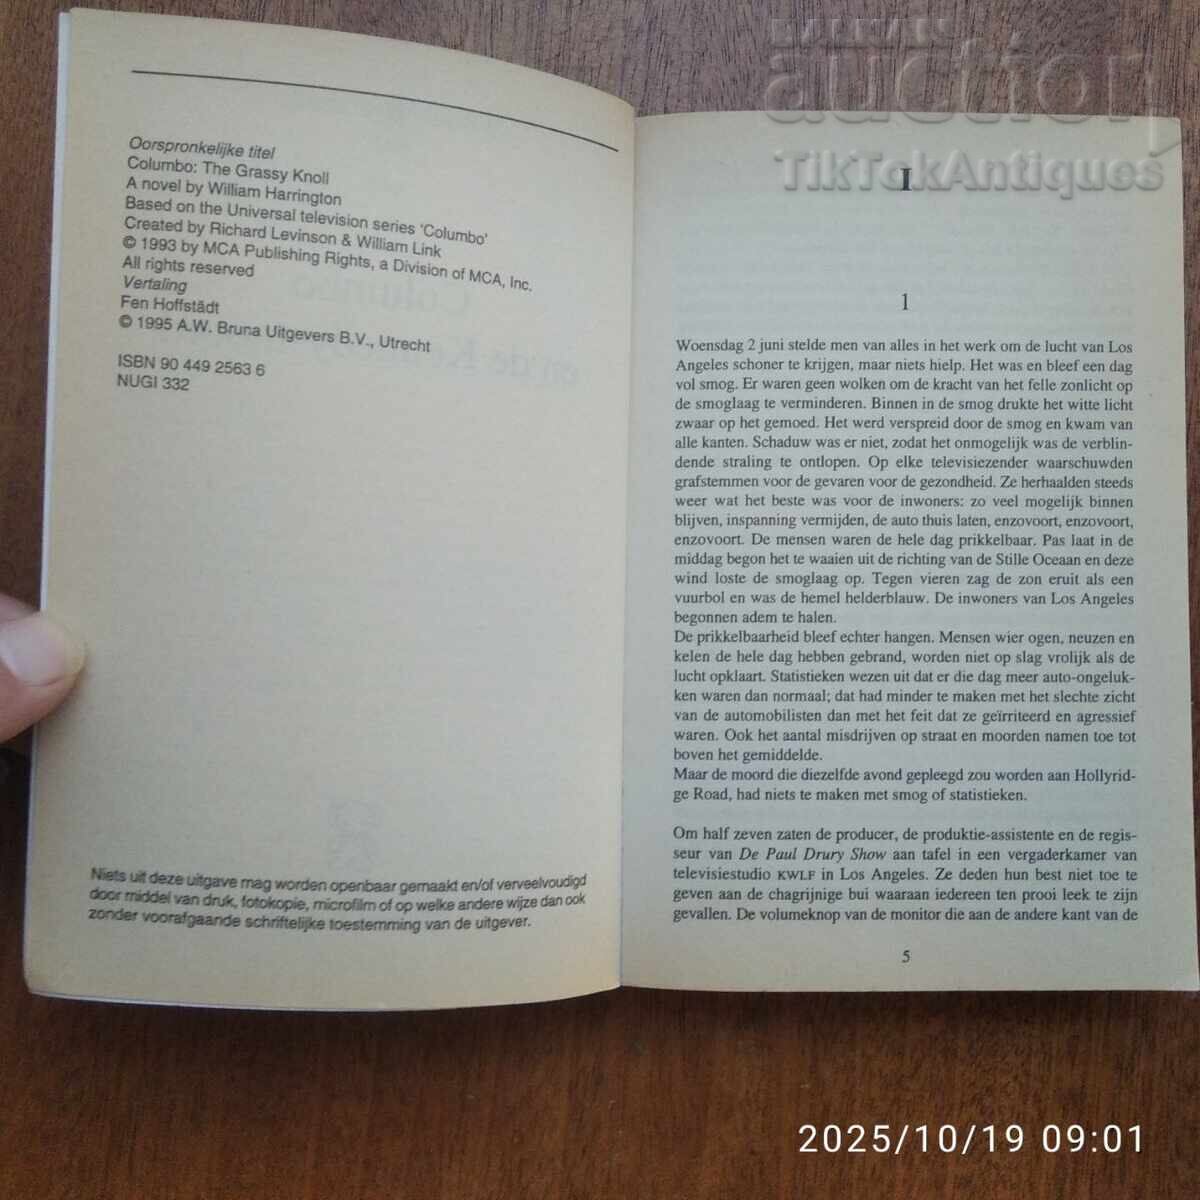 Oorspronkelijke titel
Columbo: The Grassy Knoll
A novel by William Harrington
Based on the Universal television series 'Columbo'
Created by Richard Levinson & William Link
© 1993 by MCA Publishing Rights, a Division of MCA, Inc.
All rights reserved
Vertaling
Fen Hoffstädt
© 1995 A.W. Bruna Uitgevers B.V., Utrecht
ISBN 90 449 2563 6
NUGI 332
Niets uit deze uitgave mag worden openbaar gemaakt en/of verveelvoudigd
door middel van druk, fotokopie, microfilm of op welke andere wijze dan ook
zonder voorafgaande schriftelijke toestemming van de uitgever.
BALKAN
auction
TikTokAntiques
I
1
Woensdag 2 juni stelde men van alles in het werk om de lucht van Los
Angeles schoner te krijgen, maar niets hielp. Het was en bleef een dag
vol smog. Er waren geen wolken om de kracht van het felle zonlicht op
de smoglaag te verminderen. Binnen in de smog drukte het witte licht
zwaar op het gemoed. Het werd verspreid door de smog en kwam van
alle kanten. Schaduw was er niet, zodat het onmogelijk was de verblin-
dende straling te ontlopen. Op elke televisiezender waarschuwden
grafstemmen voor de gevaren voor de gezondheid. Ze herhaalden steeds
weer wat het beste was voor de inwoners: zo veel mogelijk binnen
blijven, inspanning vermijden, de auto thuis laten, enzovoort, enzovoort,
enzovoort. De mensen waren de hele dag prikkelbaar. Pas laat in de
middag begon het te waaien uit de richting van de Stille Oceaan en deze
wind loste de smoglaag op. Tegen vieren zag de zon eruit als een
vuurbol en was de hemel helderblauw. De inwoners van Los Angeles
begonnen adem te halen.
De prikkelbaarheid bleef echter hangen. Mensen wier ogen, neuzen en
kelen de hele dag hebben gebrand, worden niet op slag vrolijk als de
lucht opklaart. Statistieken wezen uit dat er die dag meer auto-ongeluk-
ken waren dan normaal; dat had minder te maken met het slechte zicht
van de automobilisten dan met het feit dat ze geïrriteerd en agressief
waren. Ook het aantal misdrijven op straat en moorden namen toe tot
boven het gemiddelde.
Maar de moord die diezelfde avond gepleegd zou worden aan Hollyrid-
ge Road, had niets te maken met smog of statistieken.
Om half zeven zaten de producer, de produktie-assistente en de regis-
seur van De Paul Drury Show aan tafel in een vergaderkamer van
televisiestudio KWLF in Los Angeles. Ze deden hun best niet toe te
geven aan de chagrijnige bui waaraan iedereen ten prooi leek te zijn
gevallen. De volumeknop van de monitor die aan de andere kant van de
5
2025/10/19 09:01